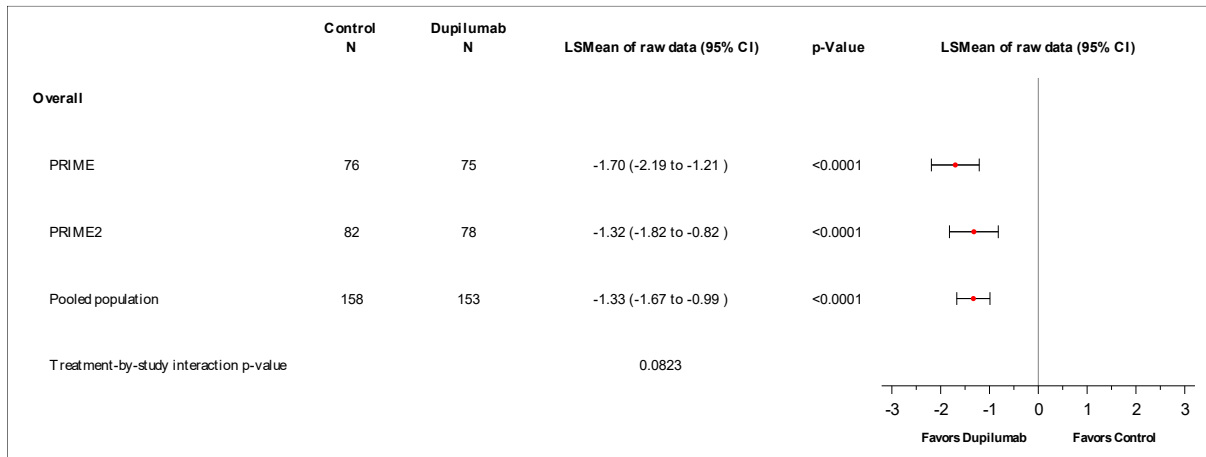 Control N Dupilumab N LSMean of raw data (95% CI) p-Value LSMean of raw data (95% CI)
Overall
PRIME 76 75 -1.70 (-2.19 to -1.21 ) <0.0001
PRIME2 82 78 -1.32 (-1.82 to -0.82 ) <0.0001
Pooled population 158 153 -1.33 (-1.67 to -0.99 ) <0.0001
Treatment-by-study interaction p-value 0.0823
-3 -2 -1 0 1 2 3
Favors Dupilumab Favors Control